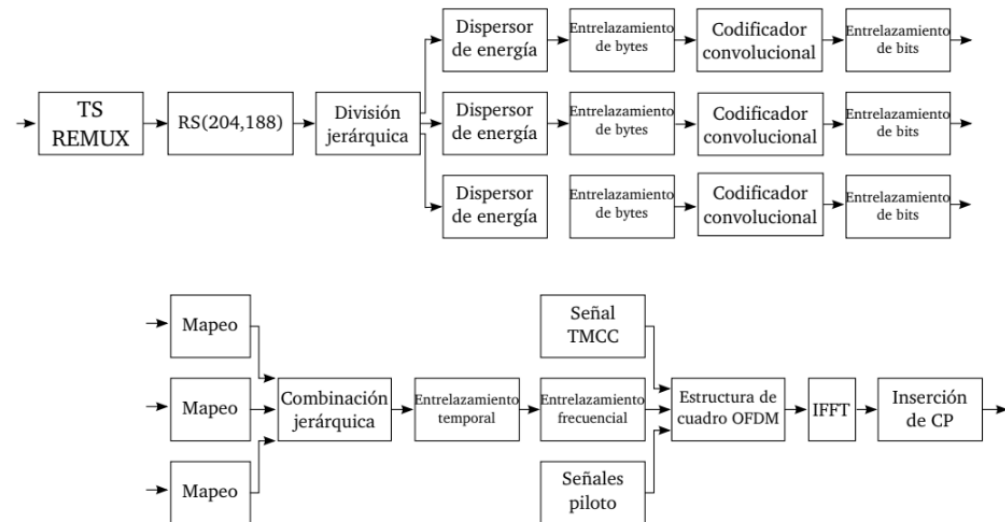 Dispersor
de energía
Entrelazamiento
de bytes
Codificador
convolucional
Entrelazamiento
de bits
TS
REMUX
RS(204,188)
División
jerárquica
Dispersor
de energía
Entrelazamiento
de bytes
Codificador
convolucional
Entrelazamiento
de bits
Dispersor
de energía
Entrelazamiento
de bytes
Codificador
convolucional
Entrelazamiento
de bits
Mapeo
Señal
TMCC
Mapeo
Combinación
jerárquica
Entrelazamiento
temporal
Entrelazamiento
frecuencial
Estructura de
cuadro OFDM
IFFT
Inserción
de CP
Mapeo
Señales
piloto